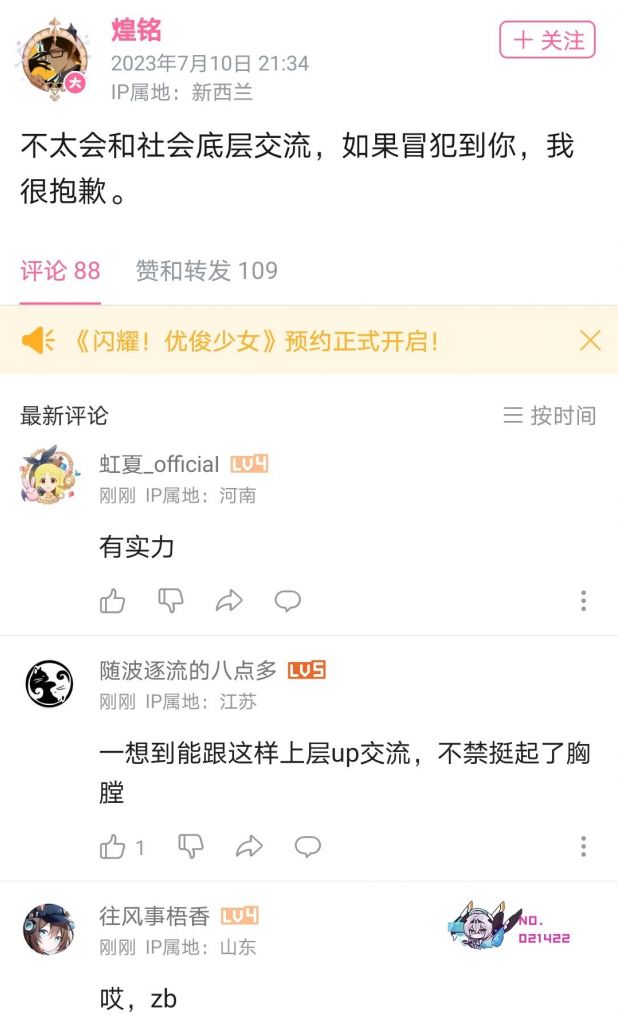 煌铭
+ 关注
2023年7月10日 21:34
大
IP属地：新西兰
不太会和社会底层交流，如果冒犯到你，我
很抱歉。
评论 88 赞和转发 109
《闪耀！优俊少女》预约正式开启！
最新评论 按时间
虹夏_official LV4
刚刚 IP属地：河南
有实力
随波逐流的八点多 LV5
刚刚 IP属地：江苏
一想到能跟这样上层up交流，不禁挺起了胸
膛
1
往风事梧香 LV4
NO.
刚刚 IP属地：山东
021422
哎，zb